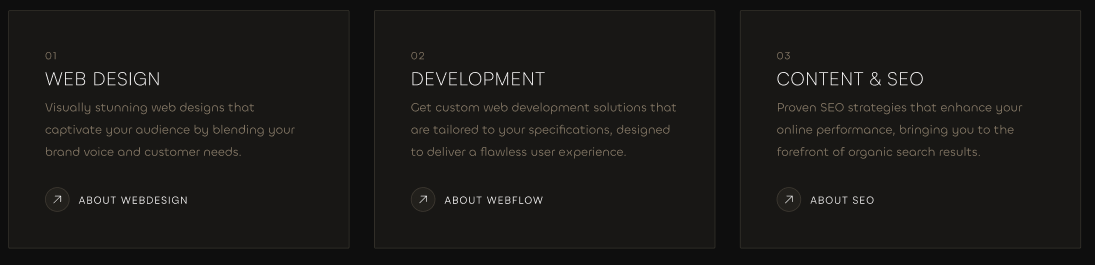 01
WEB DESIGN
Visually stunning web designs that
captivate your audience by blending your
brand voice and customer needs.
ABOUT WEBDESIGN
02
DEVELOPMENT
Get custom web development solutions that
are tailored to your specifications, designed
to deliver a flawless user experience.
ABOUT WEBFLOW
03
CONTENT & SEO
Proven SEO strategies that enhance your
online performance, bringing you to the
forefront of organic search results.
ABOUT SEO